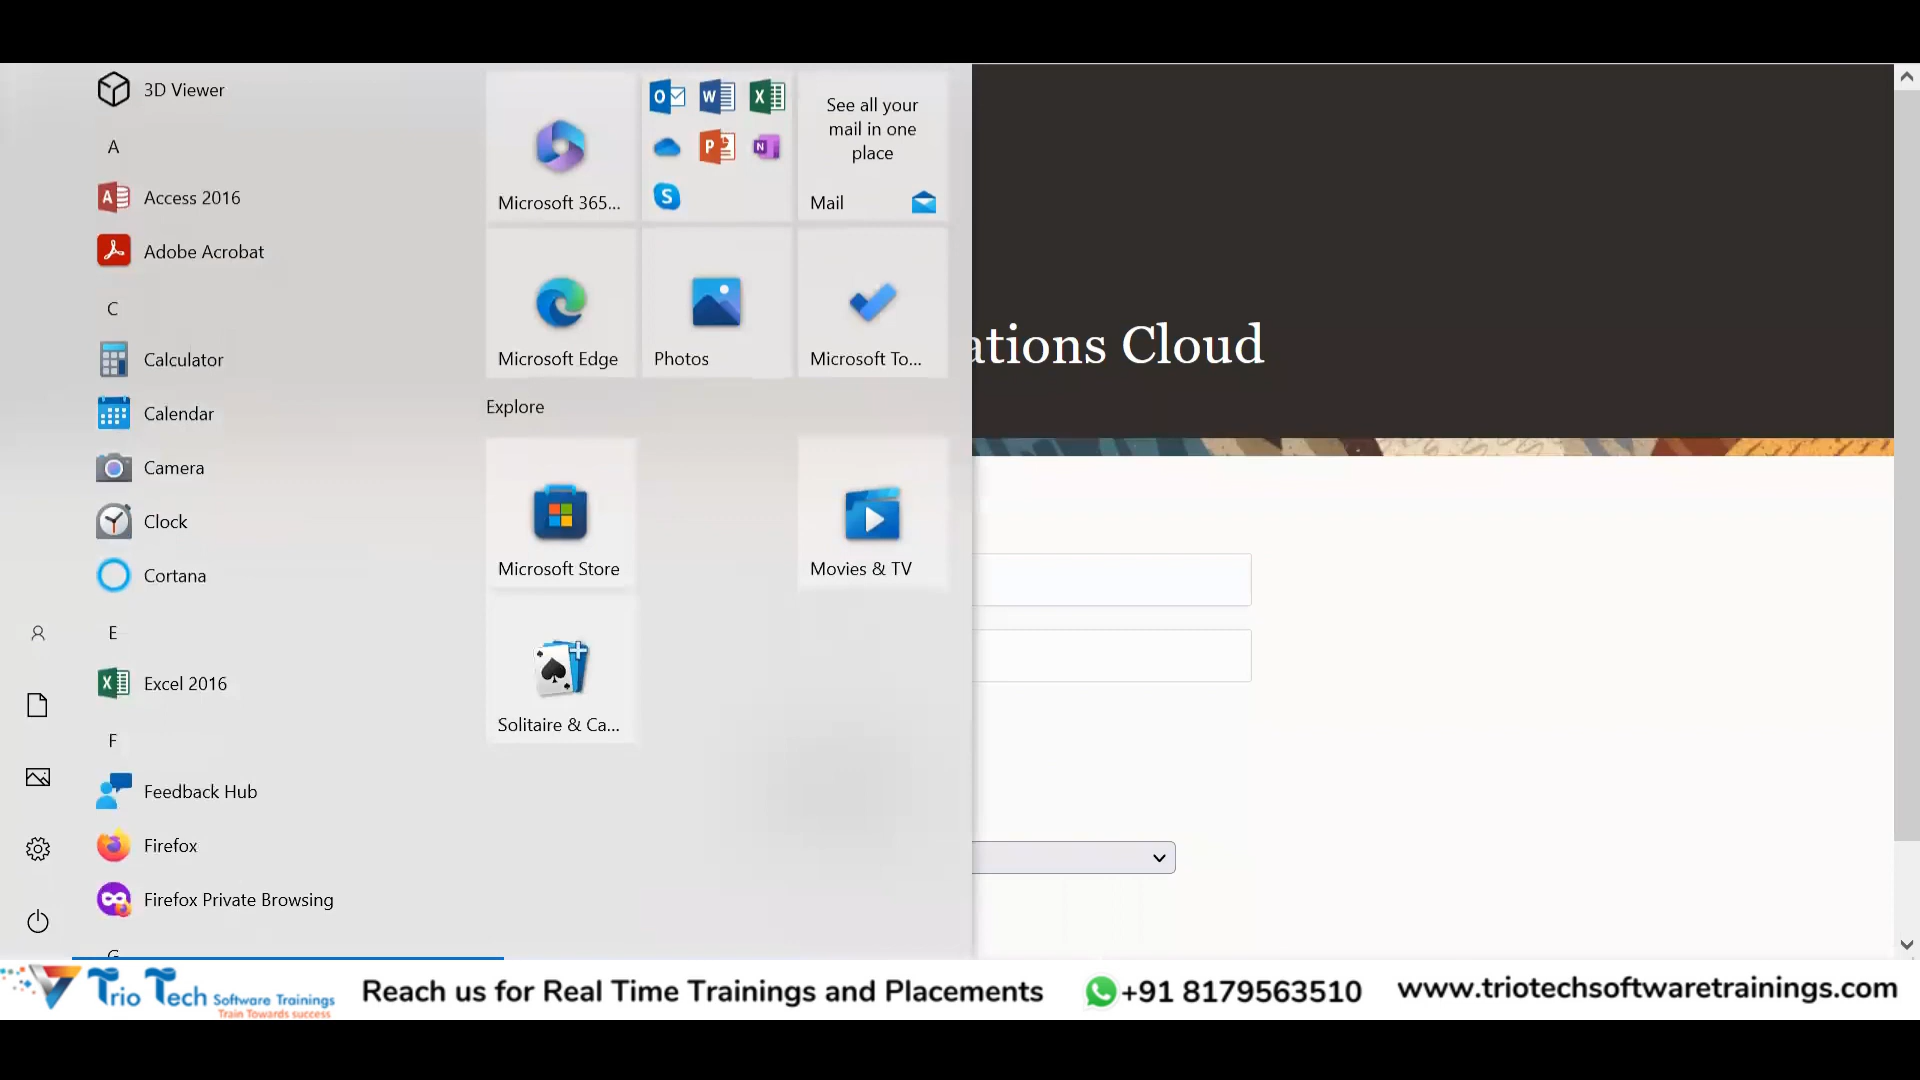 3D Viewer
A
Access 2016
Adobe Acrobat
C
Calculator
Calendar
Camera
Clock
Cortana
E
Excel 2016
F
Feedback Hub
Firefox
Firefox Private Browsing
G
Microsoft 365...
See all your
mail in one
place
Mail
Microsoft Edge
Photos
Microsoft To...
Explore
Microsoft Store
Movies & TV
Solitaire & Ca...
ations Cloud
Trio Tech Software Trainings
Train Towards success
Reach us for Real Time Trainings and Placements
+91 8179563510
www.triotechsoftwaretrainings.com